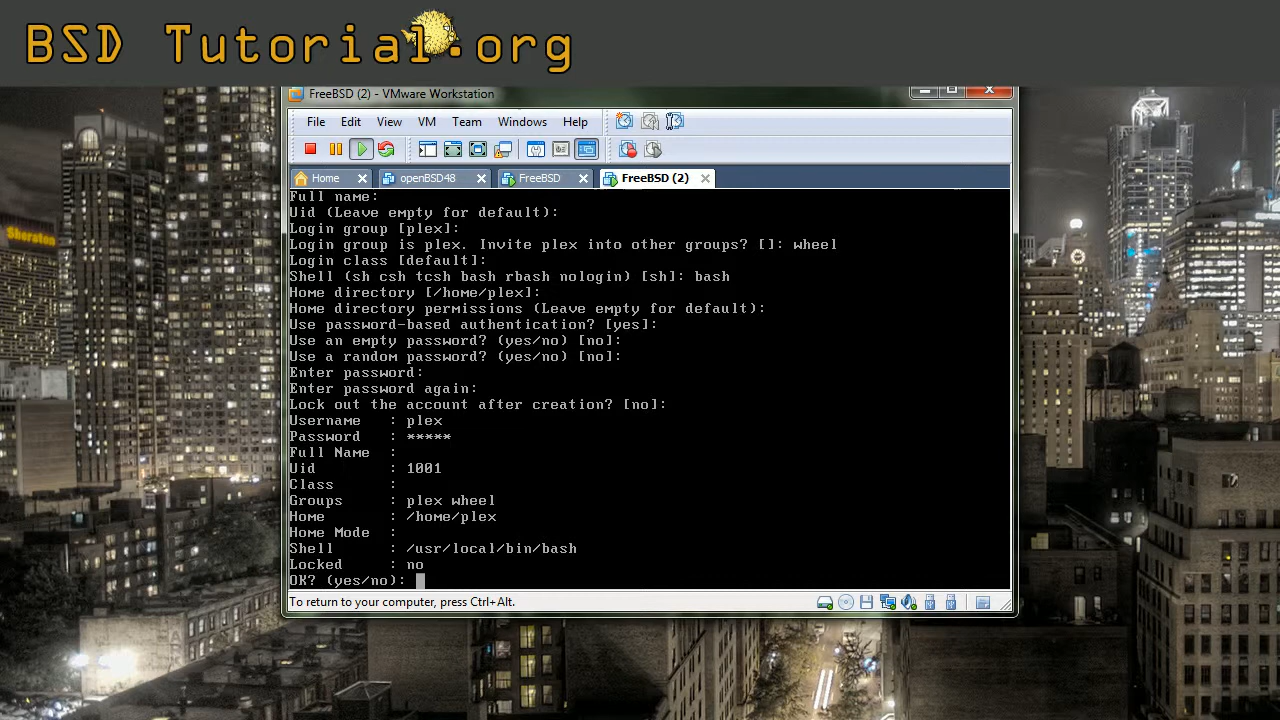 BSD Tutorial.org
FreeBSD (2) - VMware Workstation
File Edit View VM Team Windows Help
Home openBSD48 FreeBSD FreeBSD (2)
Full name:
Uid (Leave empty for default):
Login group [plex]:
Login group is plex. Invite plex into other groups? []: wheel
Login class [default]:
Shell (sh csh tcsh bash rbash nologin) [sh]: bash
Home directory [/home/plex]:
Home directory permissions (Leave empty for default):
Use password-based authentication? [yes]:
Use an empty password? (yes/no) [no]:
Use a random password? (yes/no) [no]:
Enter password:
Enter password again:
Lock out the account after creation? [no]:
Username : plex
Password : *****
Full Name :
Uid : 1001
Class :
Groups : plex wheel
Home : /home/plex
Home Mode :
Shell : /usr/local/bin/bash
Locked : no
OK? (yes/no):
To return to your computer, press Ctrl+Alt.
Sheraton